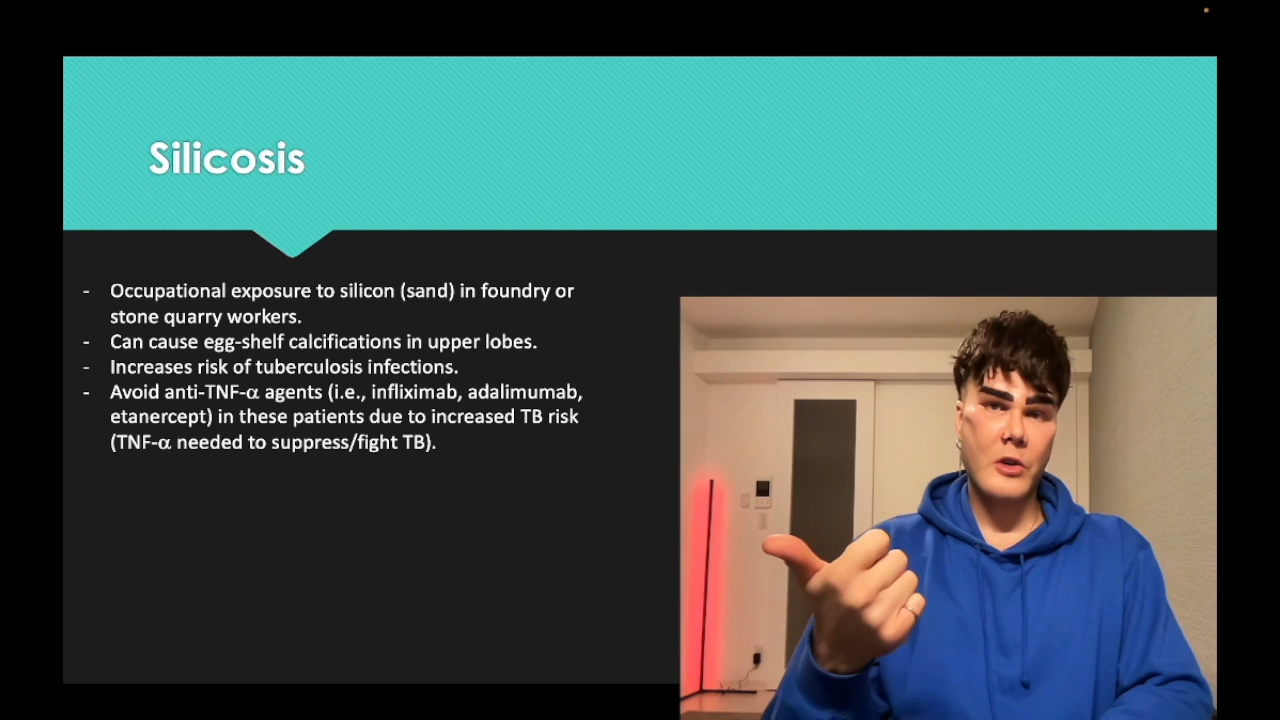 Silicosis
- Occupational exposure to silicon (sand) in foundry or
stone quarry workers.
- Can cause egg-shelf calcifications in upper lobes.
- Increases risk of tuberculosis infections.
- Avoid anti-TNF-α agents (i.e., infliximab, adalimumab,
etanercept) in these patients due to increased TB risk
(TNF-α needed to suppress/fight TB).